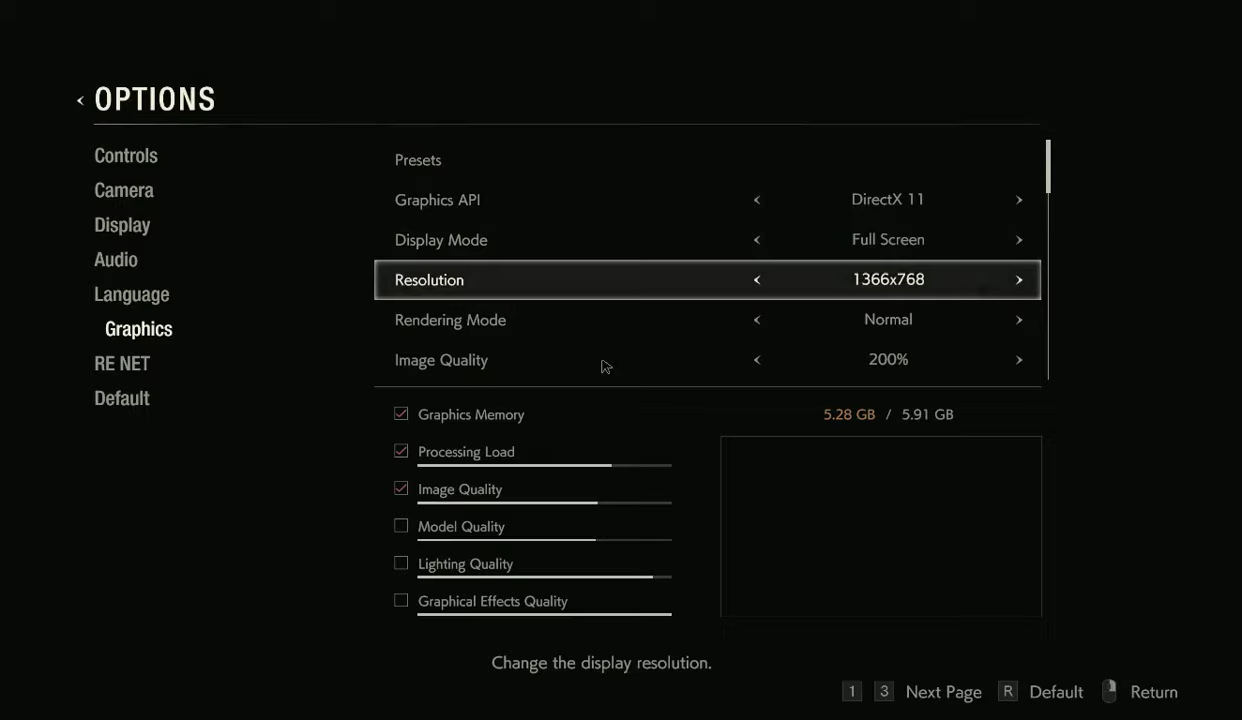 OPTIONS
Controls
Camera
Display
Audio
Language
Graphics
RE NET
Default
Presets
Graphics API < DirectX 11 >
Display Mode < Full Screen >
Resolution < 1366x768 >
Rendering Mode < Normal >
Image Quality < 200% >
Graphics Memory 5.28 GB / 5.91 GB
Processing Load
Image Quality
Model Quality
Lighting Quality
Graphical Effects Quality
Change the display resolution.
1 3 Next Page R Default Return